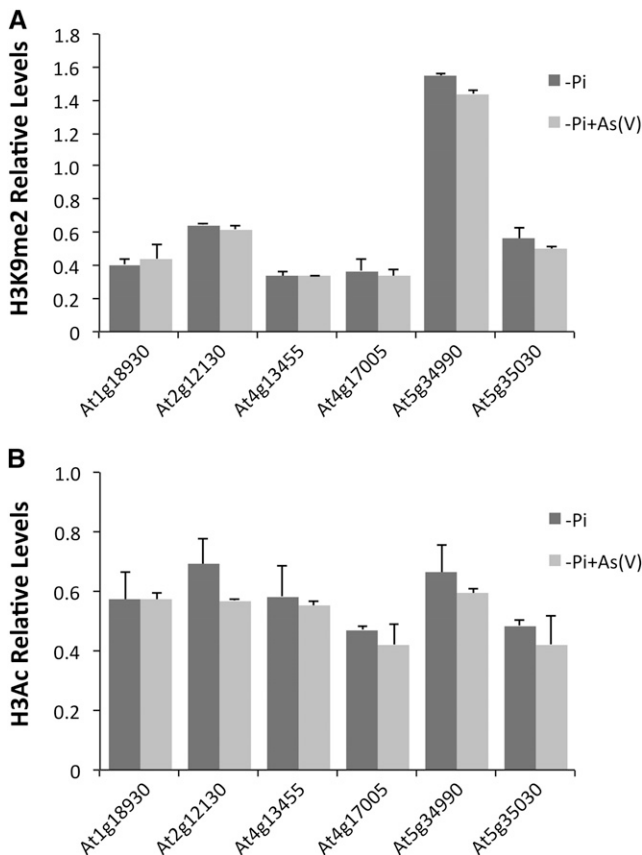 A
H3K9me2 Relative Levels
1.8
1.6
1.4
1.2
1.0
0.8
0.6
0.4
0.2
0
-Pi
-Pi+As(V)
At1g18930
At2g12130
At4g13455
At4g17005
At5g34990
At5g35030
B
H3Ac Relative Levels
1.0
0.8
0.6
0.4
0.2
0
-Pi
-Pi+As(V)
At1g18930
At2g12130
At4g13455
At4g17005
At5g34990
At5g35030